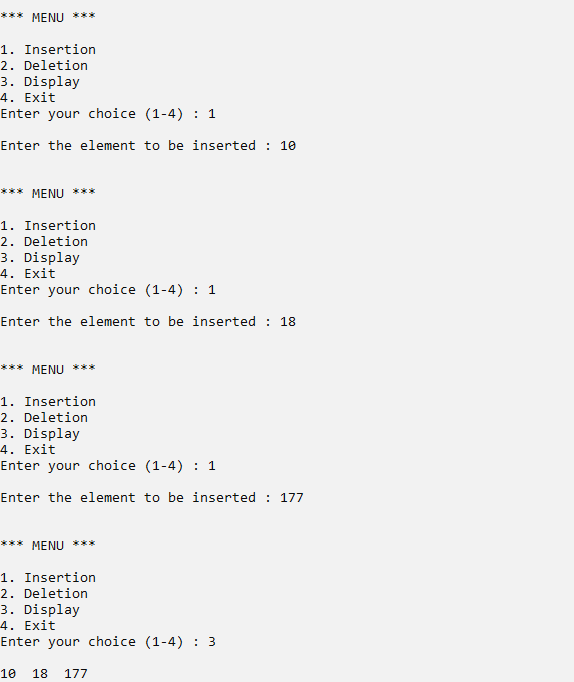 *** MENU ***
1. Insertion
2. Deletion
3. Display
4. Exit
Enter your choice (1-4) : 1
Enter the element to be inserted : 10
*** MENU ***
1. Insertion
2. Deletion
3. Display
4. Exit
Enter your choice (1-4) : 1
Enter the element to be inserted : 18
*** MENU ***
1. Insertion
2. Deletion
3. Display
4. Exit
Enter your choice (1-4) : 1
Enter the element to be inserted : 177
*** MENU ***
1. Insertion
2. Deletion
3. Display
4. Exit
Enter your choice (1-4) : 3
10  18  177